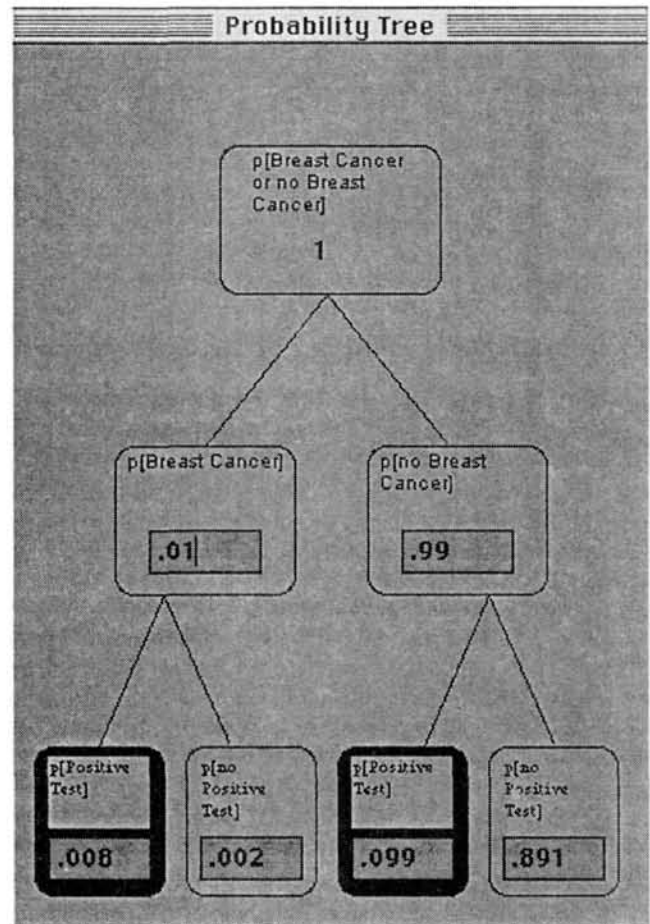 Probability Tree
p[Breast Cancer
or no Breast
Cancer]
1
p[Breast Cancer]
.01
p[no Breast
Cancer]
.99
p[Positive
Test]
.008
p[no
Positive
Test]
.002
p[Positive
Test]
.099
p[no
Positive
Test]
.891